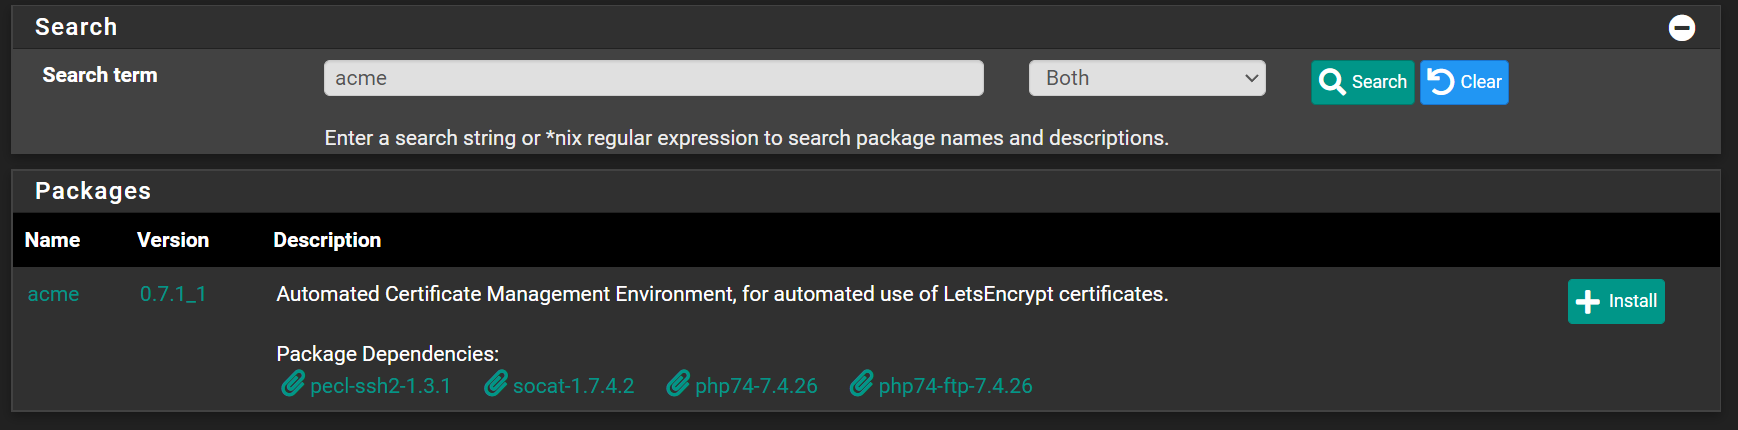 Search
Search term
acme
Both
Search
Clear
Enter a search string or *nix regular expression to search package names and descriptions.
Packages
Name Version Description
acme 0.7.1_1 Automated Certificate Management Environment, for automated use of LetsEncrypt certificates.
Install
Package Dependencies:
pecl-ssh2-1.3.1 socat-1.7.4.2 php74-7.4.26 php74-ftp-7.4.26